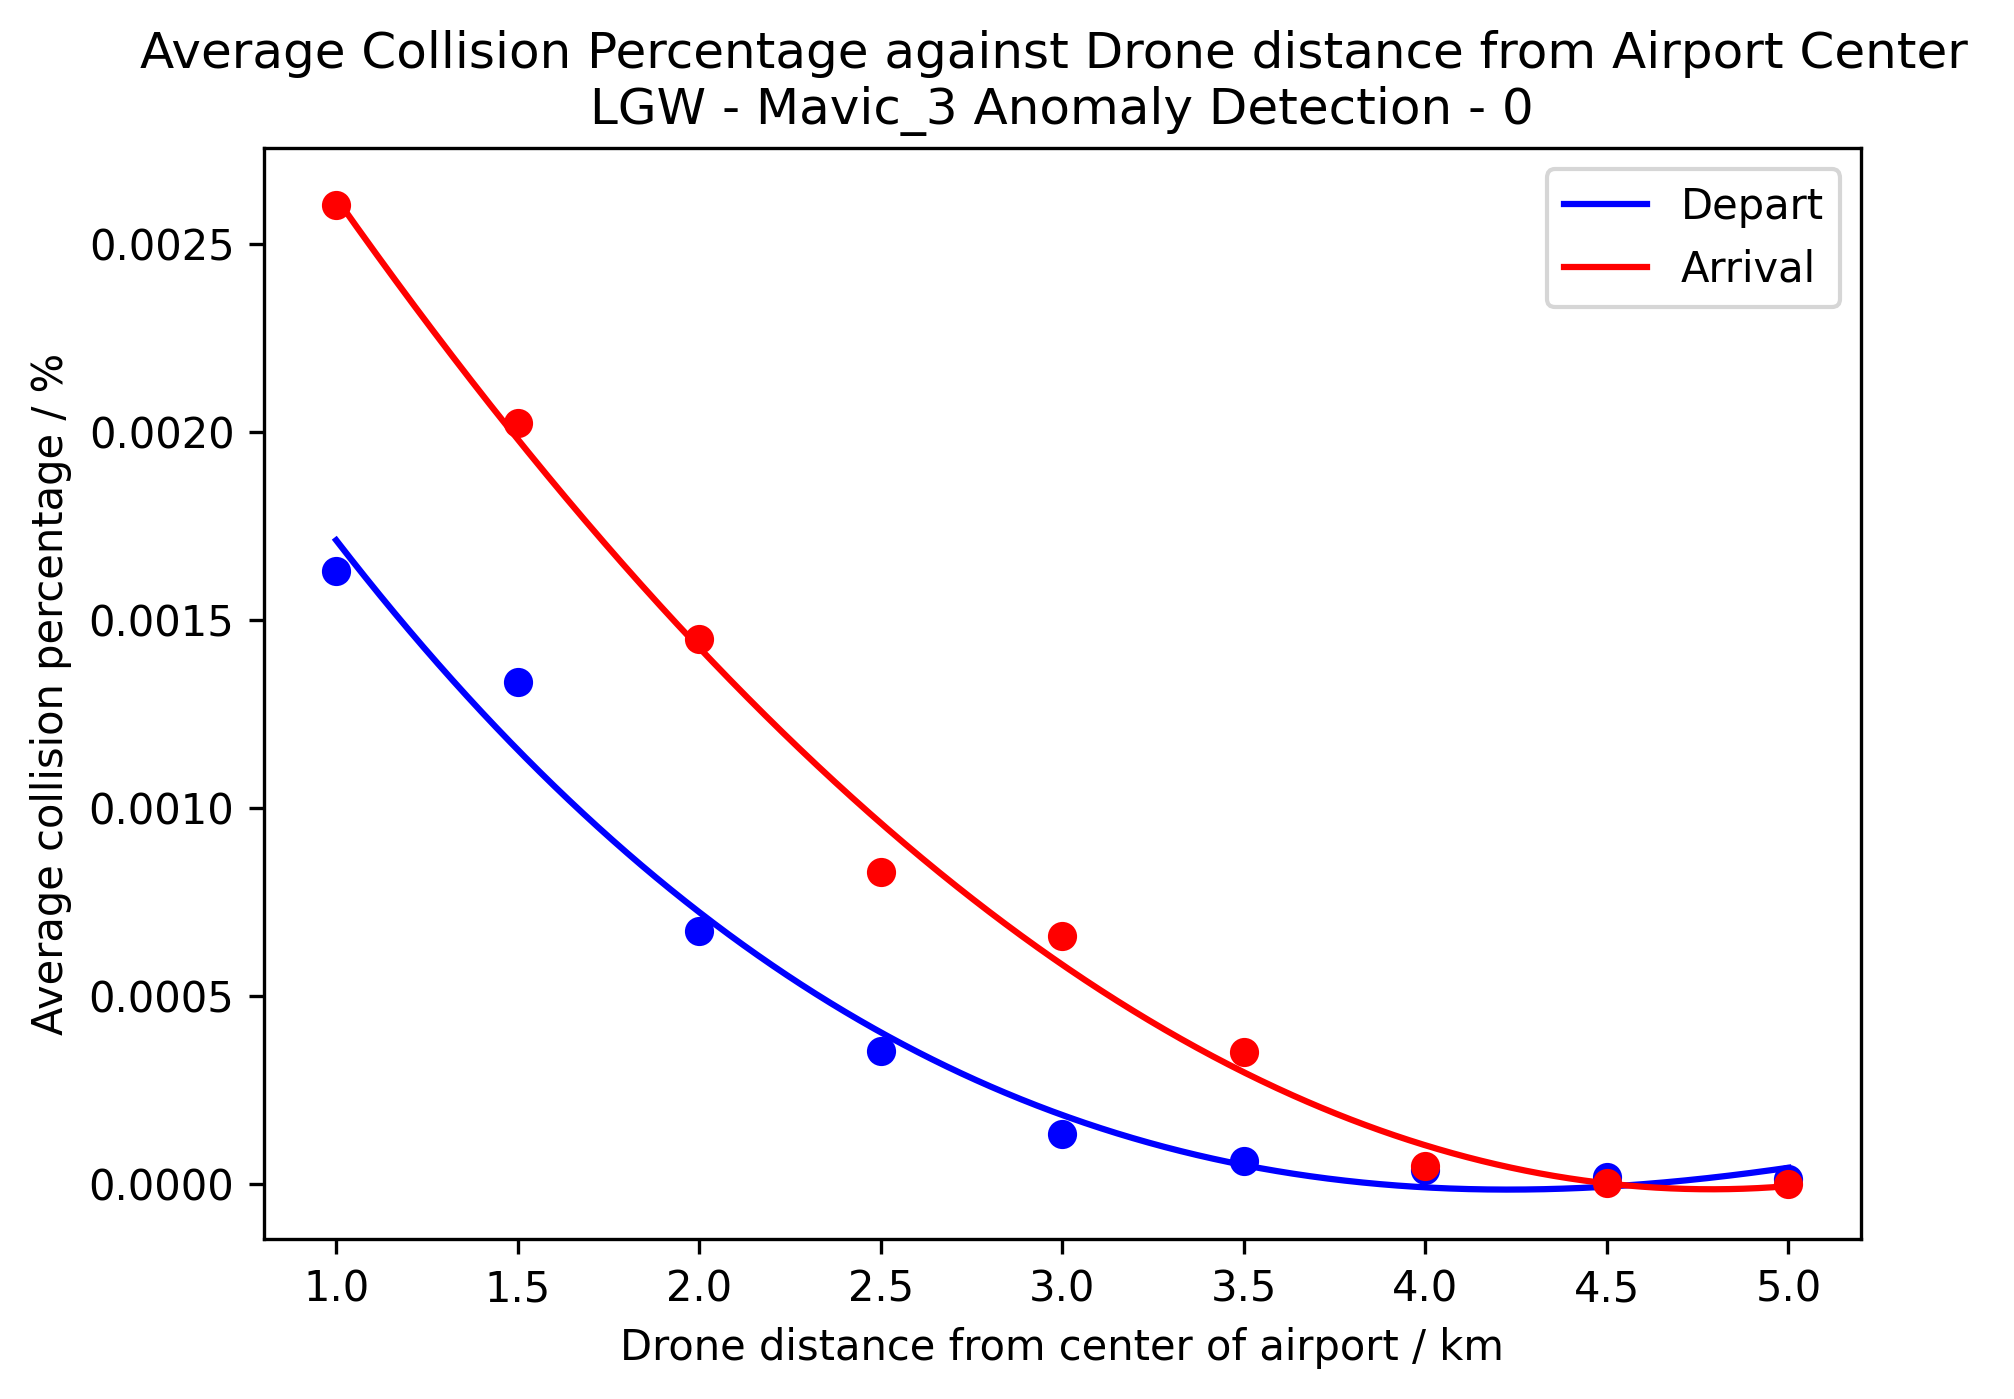 Average Collision Percentage against Drone distance from Airport Center
LGW - Mavic_3 Anomaly Detection - 0
Depart
Arrival
Average collision percentage / %
0.0025
0.0020
0.0015
0.0010
0.0005
0.0000
1.0 1.5 2.0 2.5 3.0 3.5 4.0 4.5 5.0
Drone distance from center of airport / km